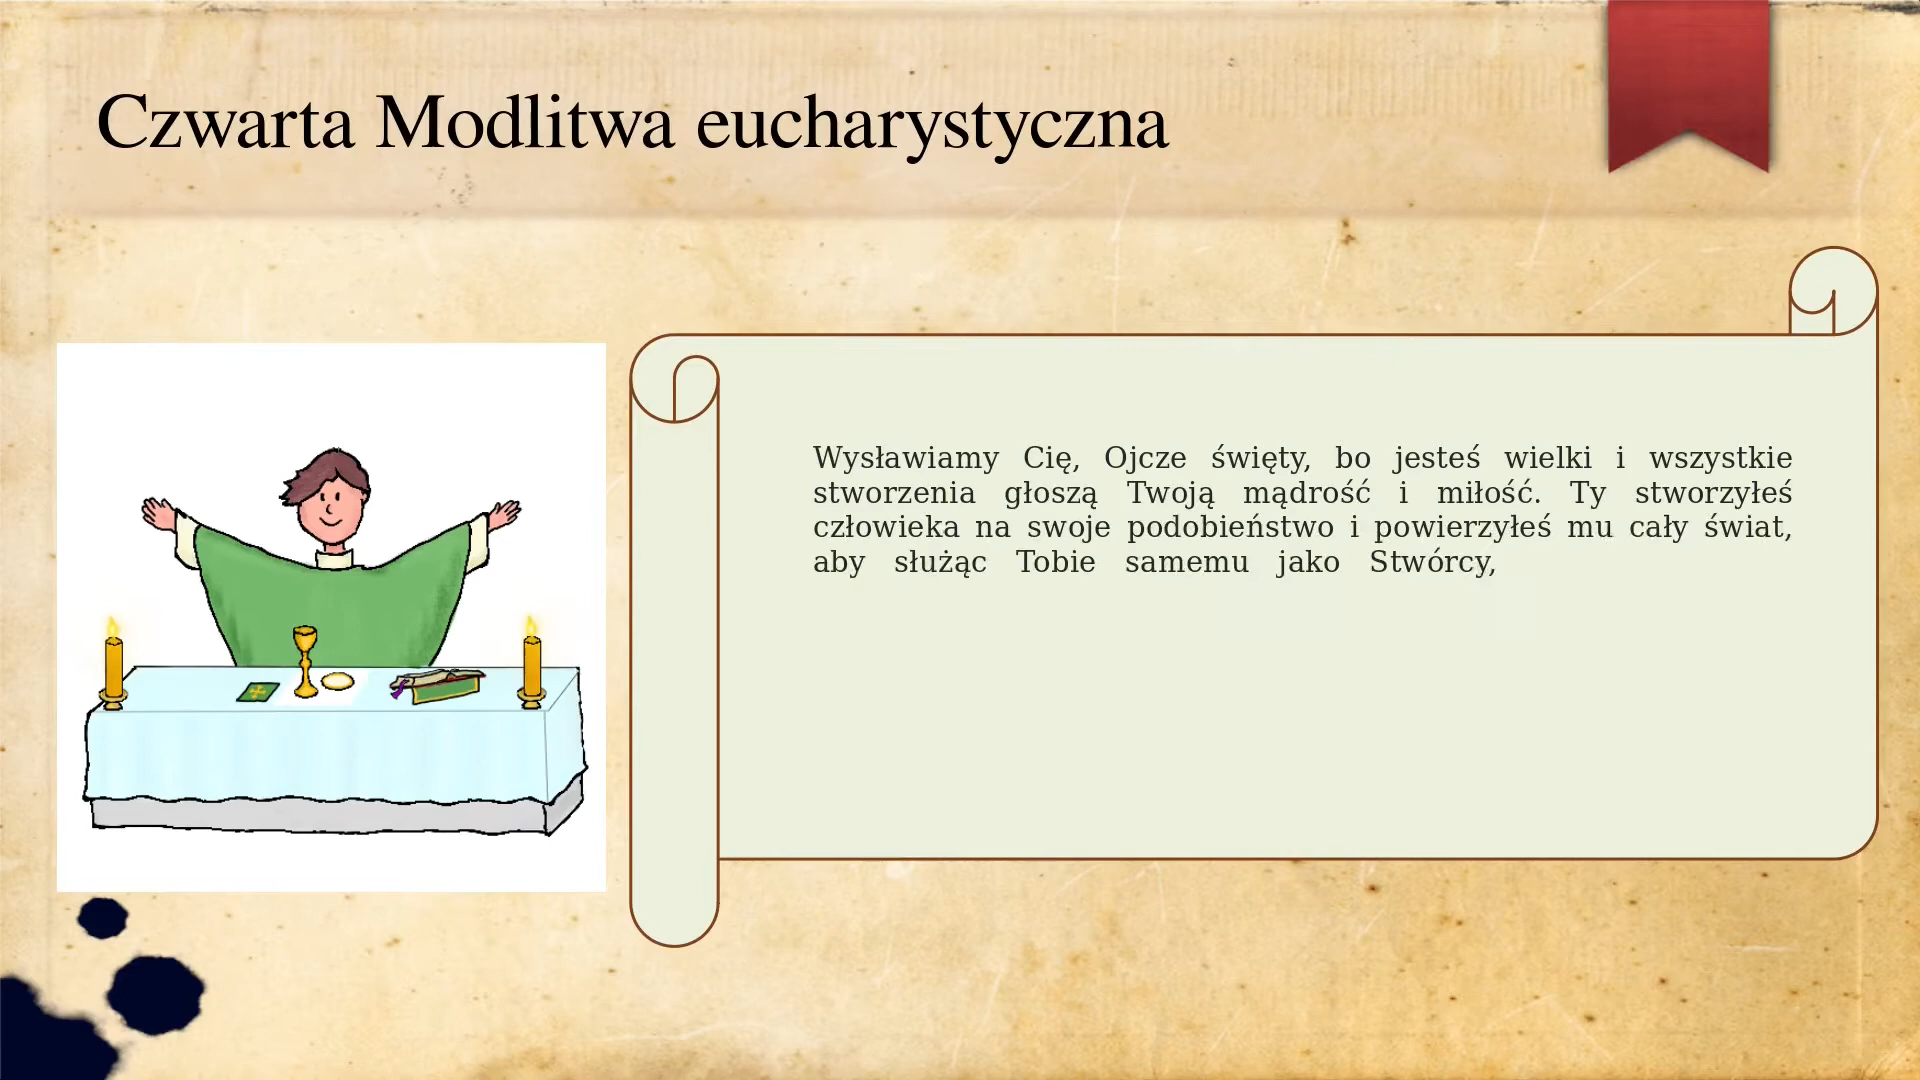 Czwarta Modlitwa eucharystyczna
Wysławiamy Cię, Ojcze święty, bo jesteś wielki i wszystkie
stworzenia głoszą Twoją mądrość i miłość. Ty stworzyłeś
człowieka na swoje podobieństwo i powierzyłeś mu cały świat,
aby służąc Tobie samemu jako Stwórcy,